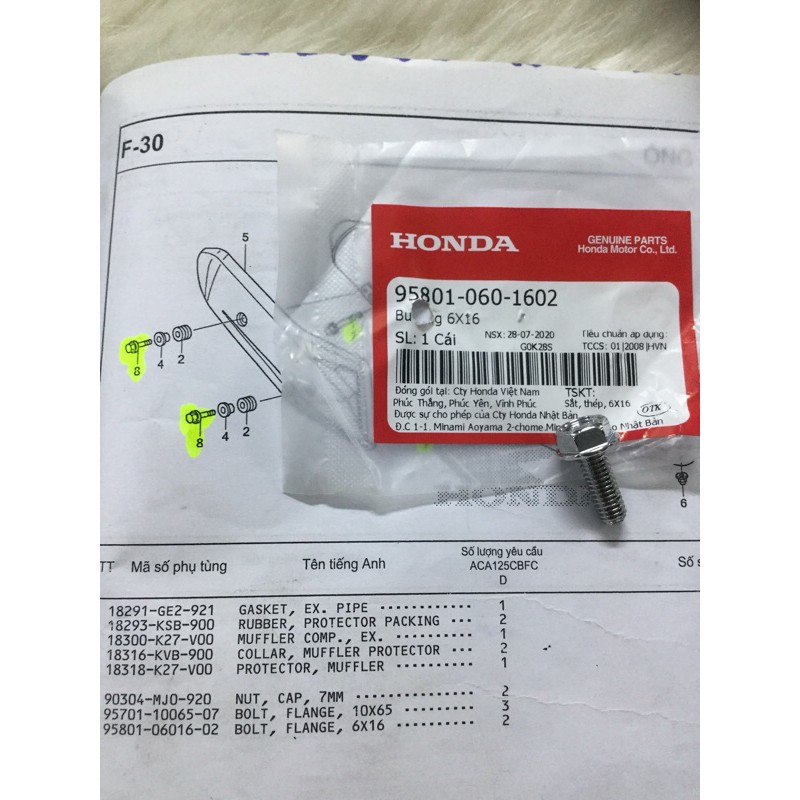 F-30
5
8
4
2
8
4
2
6
HONDA
GENUINE PARTS
Honda Motor Co., Ltd.
95801-060-1602
6X16
SL: 1 Cái
NSX: 28-07-2020
G0K28S
Tiêu chuẩn áp dụng:
TCCS: 01|2008|HVN
Đóng gói tại: Cty Honda Việt Nam
Phúc Thắng, Phúc Yên, Vĩnh Phúc
Được sự cho phép của Cty Honda Nhật Bản
Đ.C 1-1. Minami Aoyama 2-chome.
Nhật Bản
TSKT:
Sắt, thép, 6X16
OTK
HONDA
TT Mã số phụ tùng Tên tiếng Anh Số lượng yêu cầu Số
ACA125CBFC
D
18291-GE2-921 GASKET, EX. PIPE ············ 1
18293-KSB-900 RUBBER, PROTECTOR PACKING ··· 2
18300-K27-V00 MUFFLER COMP., EX. ·········· 1
18316-KVB-900 COLLAR, MUFFLER PROTECTOR ··· 2
18318-K27-V00 PROTECTOR, MUFFLER ·········· 1
90304-MJ0-920 NUT, CAP, 7MM ··············· 2
95701-10065-07 BOLT, FLANGE, 10X65 ········· 3
95801-06016-02 BOLT, FLANGE, 6X16 ·········· 2